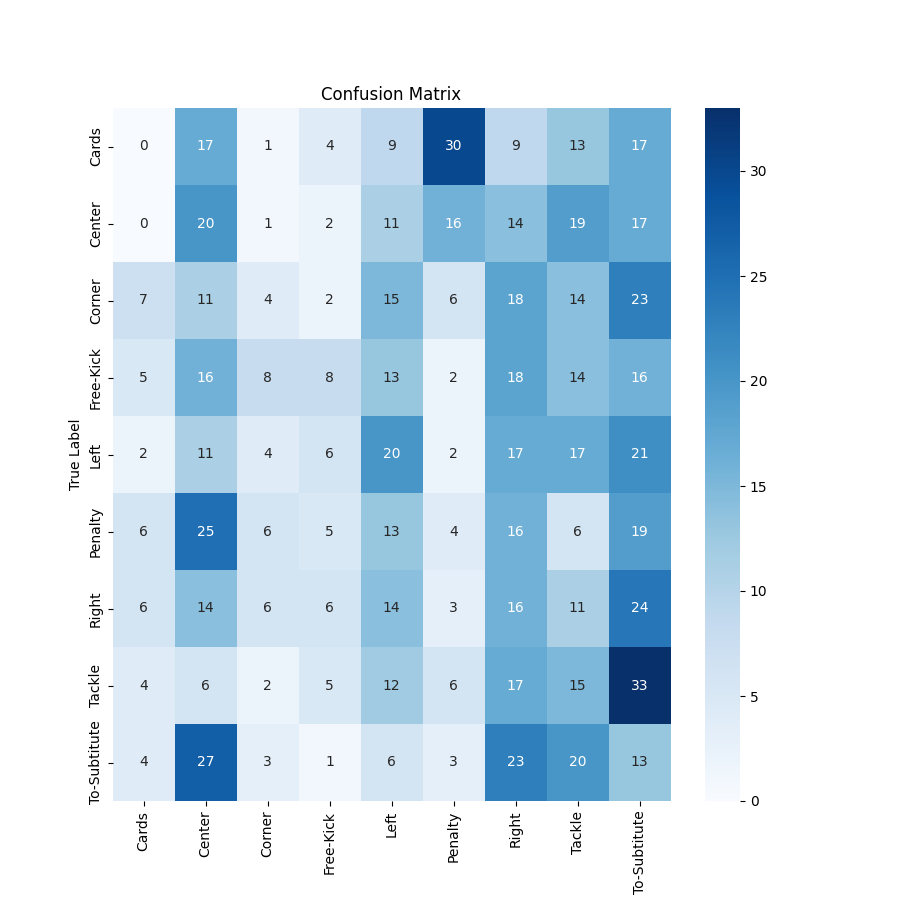 Confusion Matrix
Cards 0 17 1 4 9 30 9 13 17
Center 0 20 1 2 11 16 14 19 17
Corner 7 11 4 2 15 6 18 14 23
Free-Kick 5 16 8 8 13 2 18 14 16
Left 2 11 4 6 20 2 17 17 21
Penalty 6 25 6 5 13 4 16 6 19
Right 6 14 6 6 14 3 16 11 24
Tackle 4 6 2 5 12 6 17 15 33
To-Subtitute 4 27 3 1 6 3 23 20 13
True Label
Cards Center Corner Free-Kick Left Penalty Right Tackle To-Subtitute
30
25
20
15
10
5
0